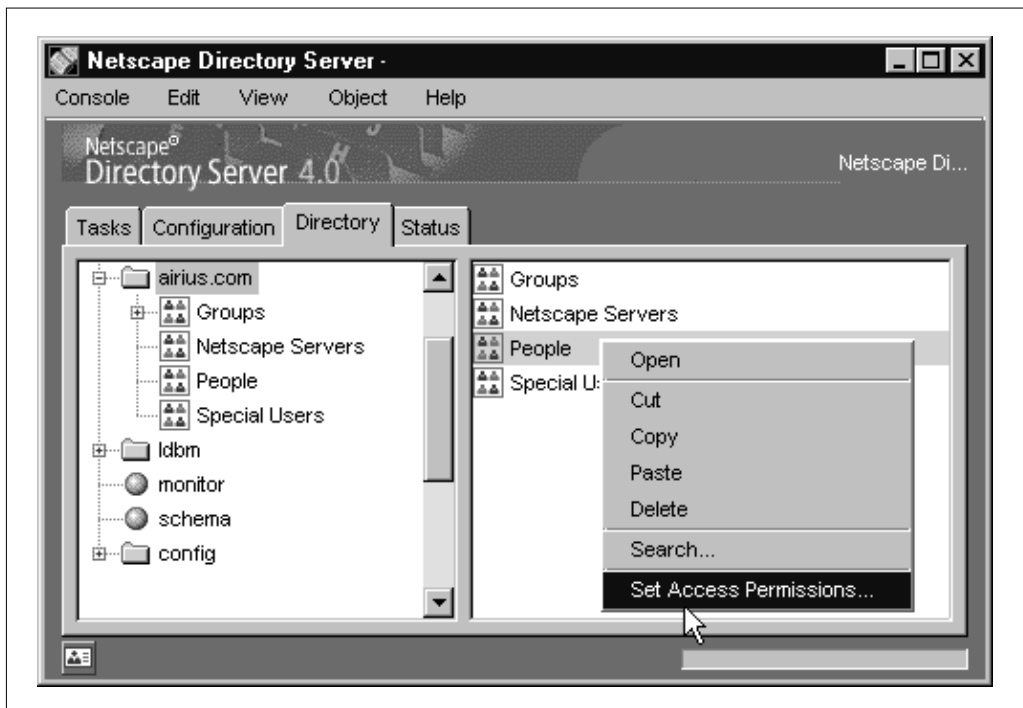 Netscape Directory Server -
Console Edit View Object Help
Netscape®
Directory Server 4.0
Netscape Di...
Tasks Configuration Directory Status
airius.com
Groups
Netscape Servers
People
Special Users
ldbm
monitor
schema
config
Groups
Netscape Servers
People
Special U
Open
Cut
Copy
Paste
Delete
Search...
Set Access Permissions...